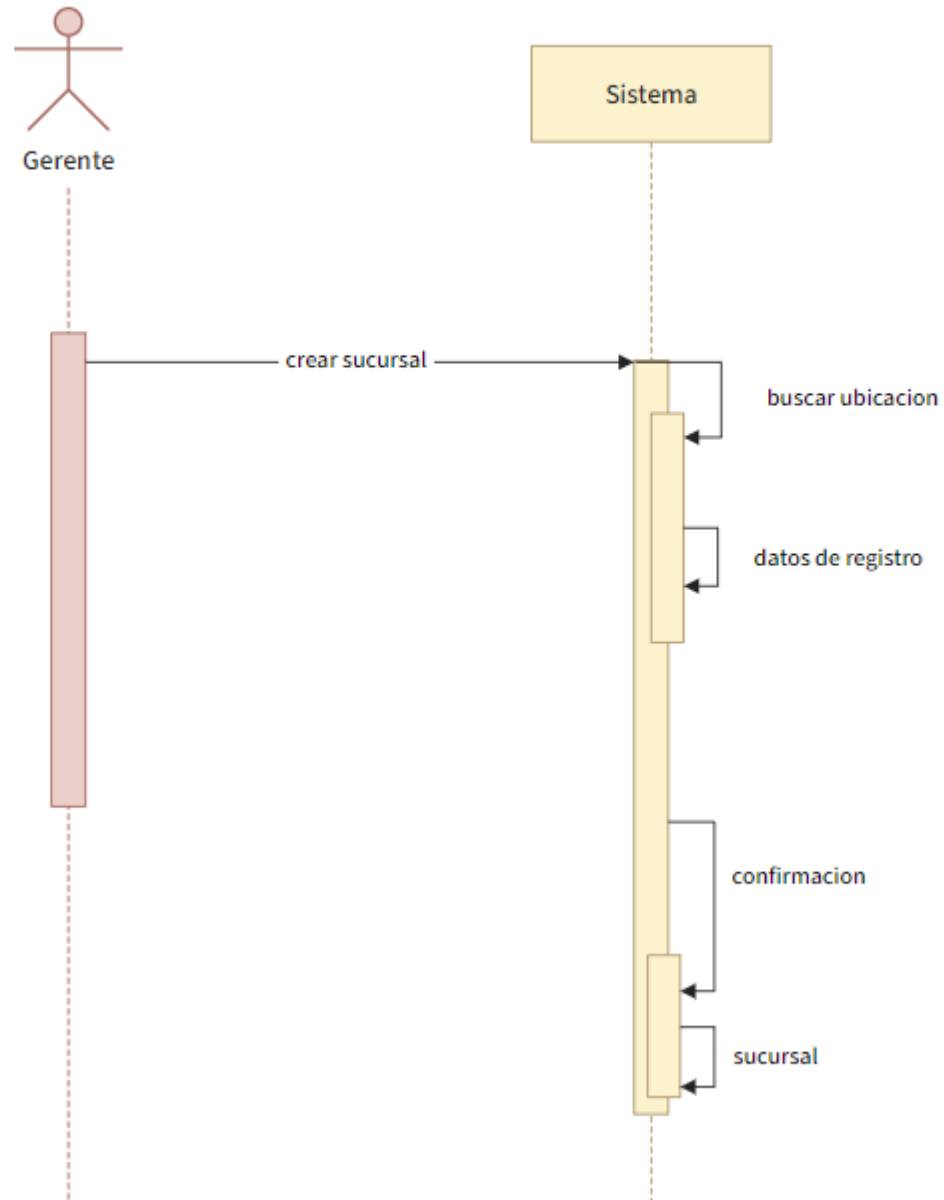 Sistema
Gerente
crear sucursal
buscar ubicacion
datos de registro
confirmacion
sucursal